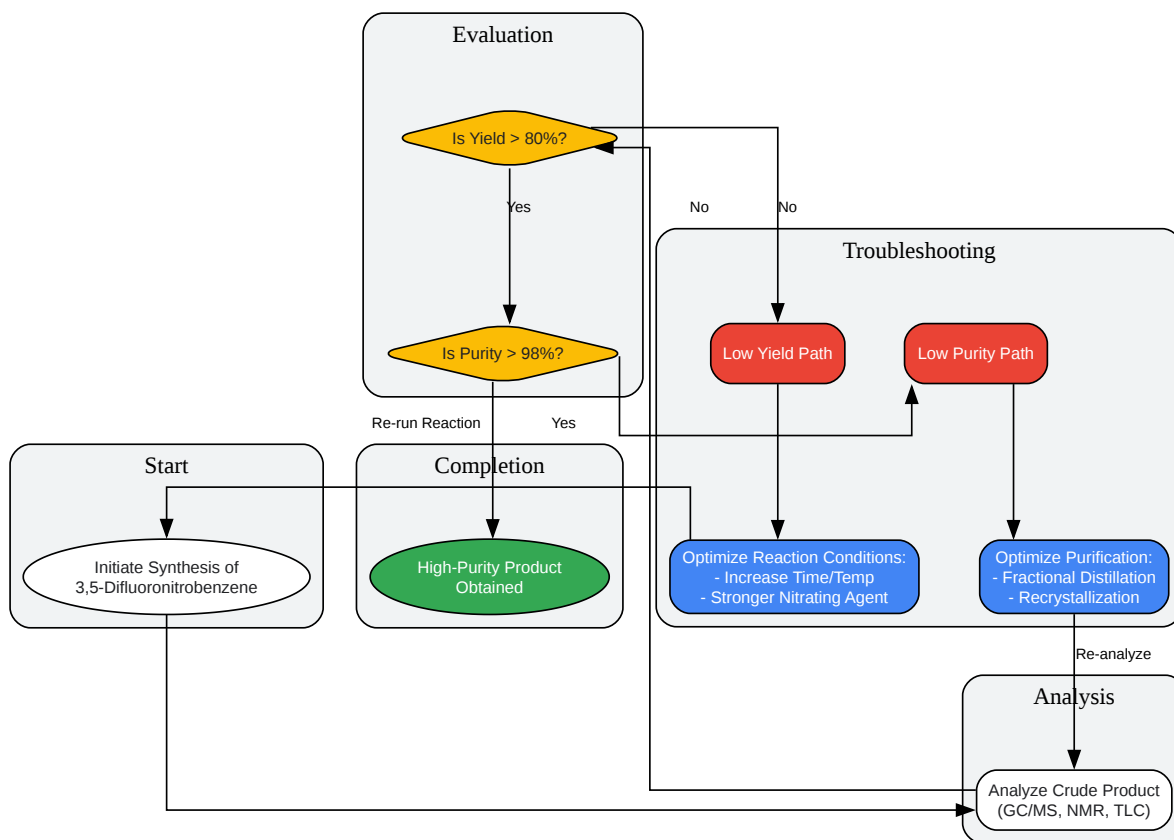 Evaluation
Is Yield > 80%?
Yes
No
No
Troubleshooting
Is Purity > 98%?
Low Yield Path
Low Purity Path
Re-run Reaction
Yes
Start
Completion
Initiate Synthesis of
3,5-Difluoronitrobenzene
High-Purity Product
Obtained
Optimize Reaction Conditions:
- Increase Time/Temp
- Stronger Nitrating Agent
Optimize Purification:
- Fractional Distillation
- Recrystallization
Re-analyze
Analysis
Analyze Crude Product
(GC/MS, NMR, TLC)